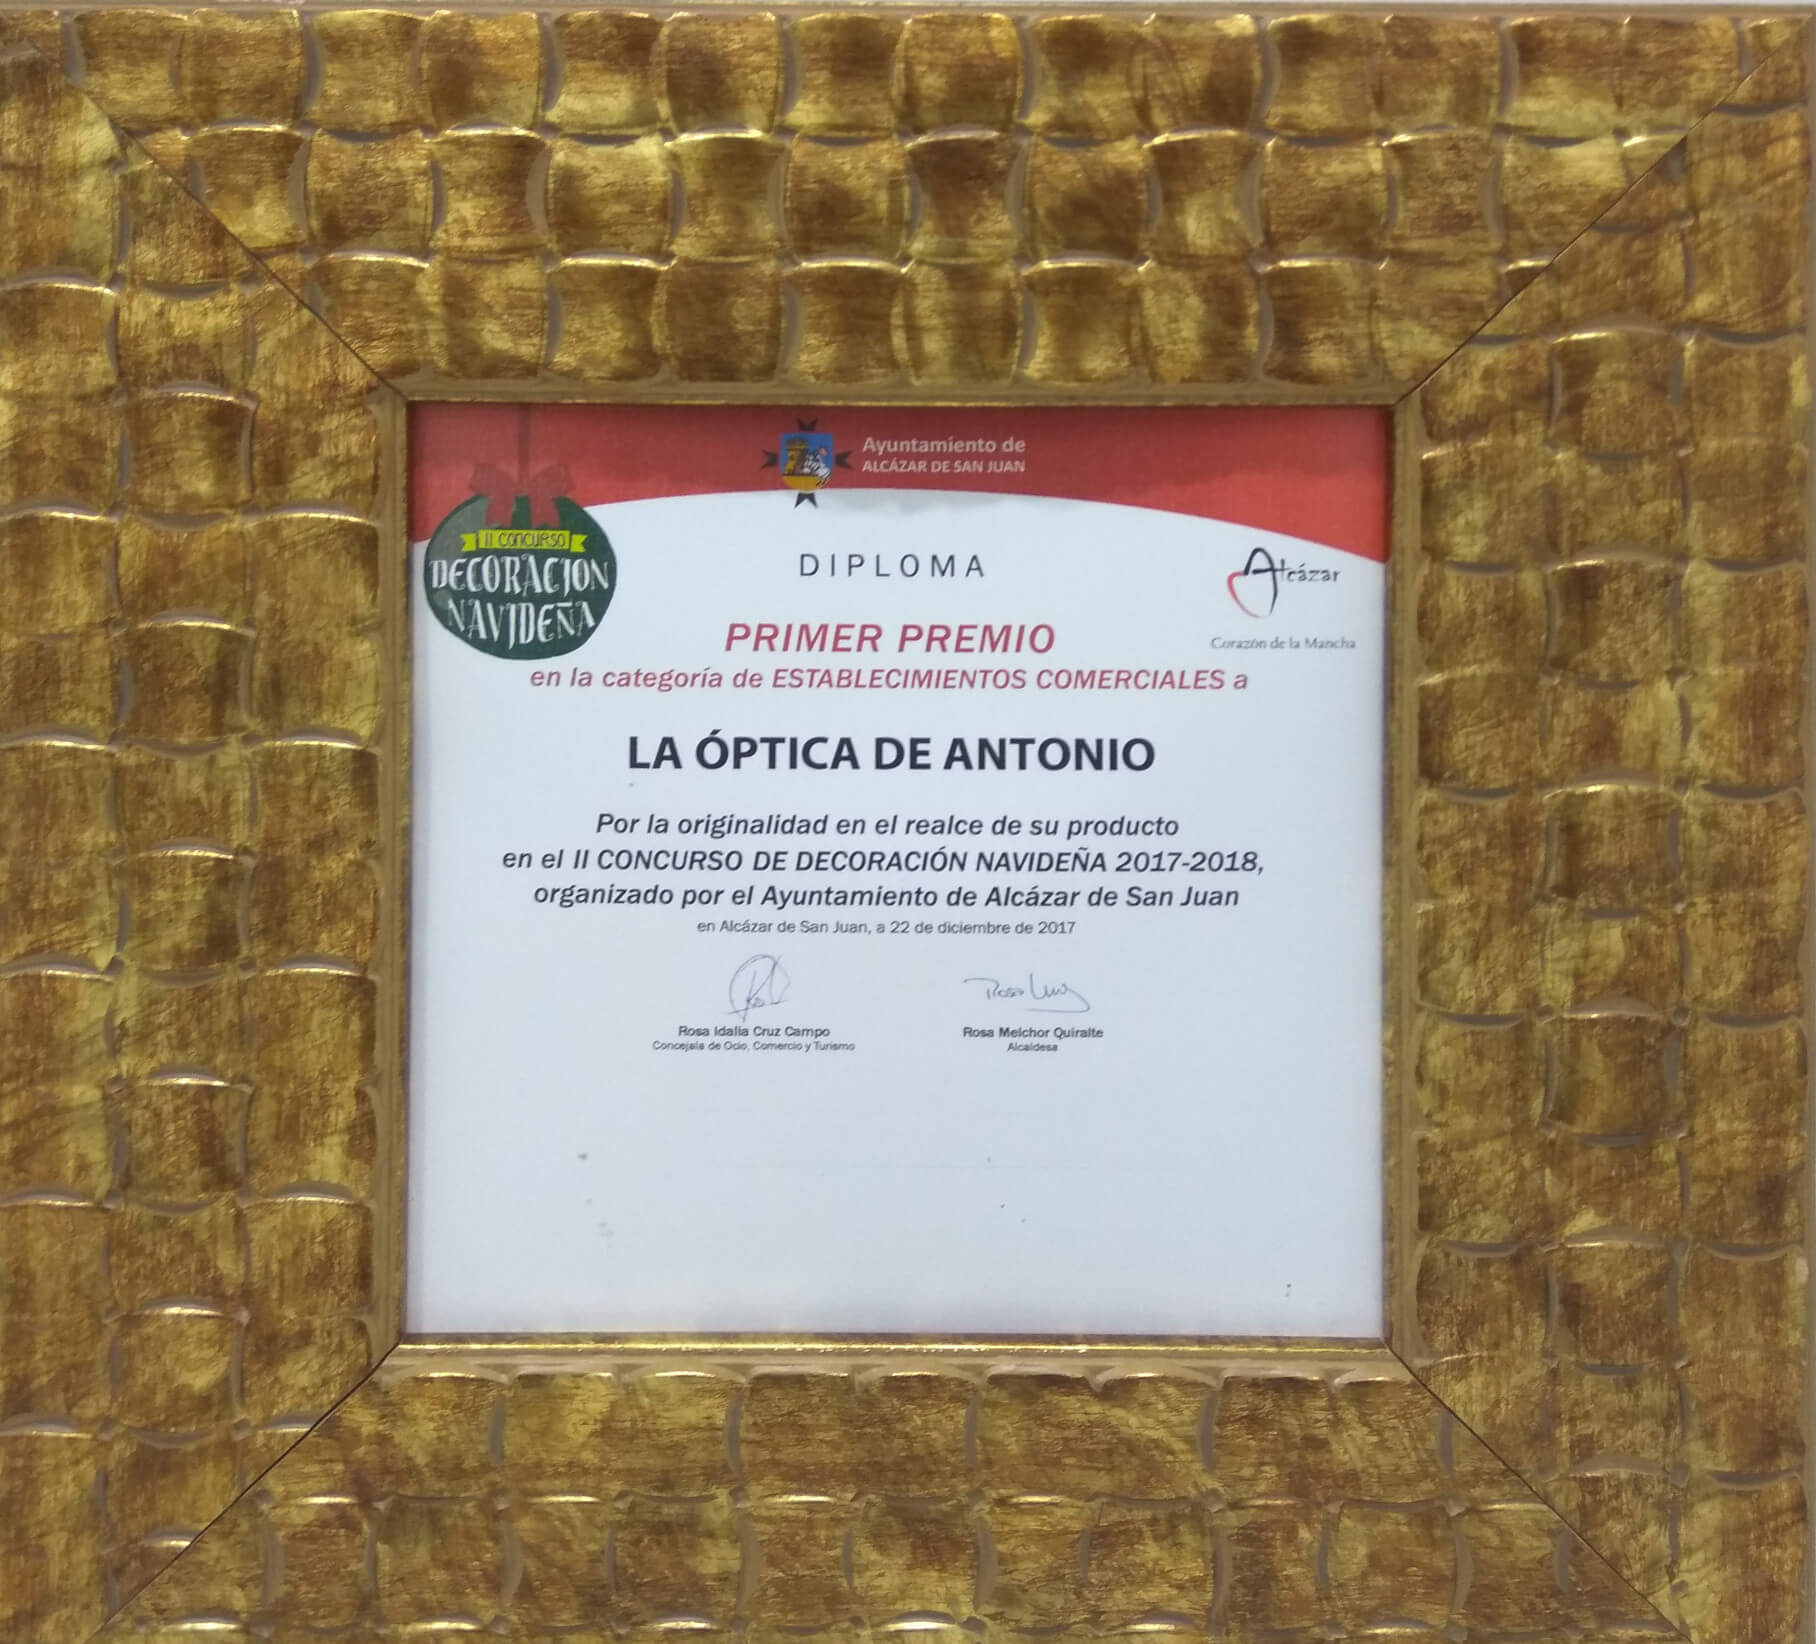 Ayuntamiento de
ALCÁZAR DE SAN JUAN
II CONCURSO
DECORACION
NAVIDEÑA
DIPLOMA
Alcázar
Corazón de la Mancha
PRIMER PREMIO
en la categoría de ESTABLECIMIENTOS COMERCIALES a
LA ÓPTICA DE ANTONIO
Por la originalidad en el realce de su producto
en el II CONCURSO DE DECORACIÓN NAVIDEÑA 2017-2018,
organizado por el Ayuntamiento de Alcázar de San Juan
en Alcázar de San Juan, a 22 de diciembre de 2017
Rosa Idalia Cruz Campo
Concejala de Ocio, Comercio y Turismo
Rosa Melchor Quiralte
Alcaldesa